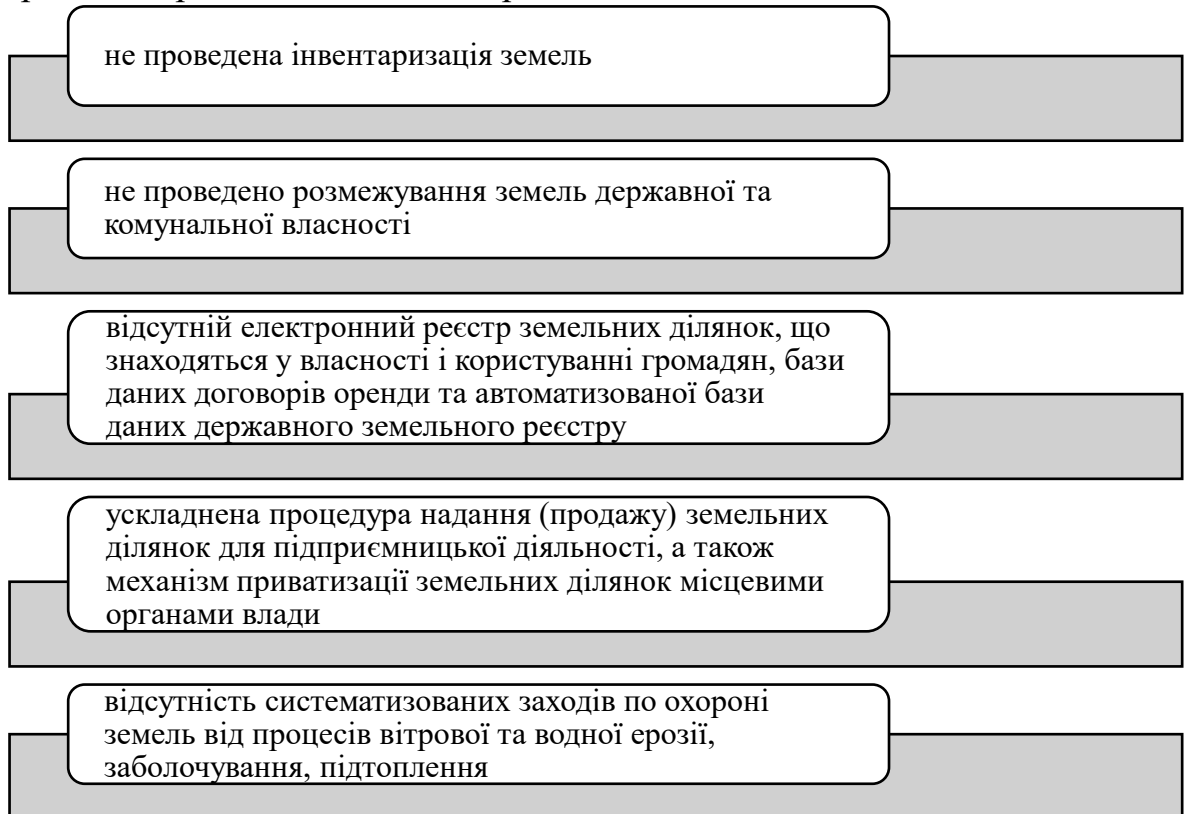 не проведена інвентаризація земель
не проведено розмежування земель державної та
комунальної власності
відсутній електронний реєстр земельних ділянок, що
знаходяться у власності і користуванні громадян, бази
даних договорів оренди та автоматизованої бази
даних державного земельного реєстру
ускладнена процедура надання (продажу) земельних
ділянок для підприємницької діяльності, а також
механізм приватизації земельних ділянок місцевими
органами влади
відсутність систематизованих заходів по охороні
земель від процесів вітрової та водної ерозії,
заболочування, підтоплення